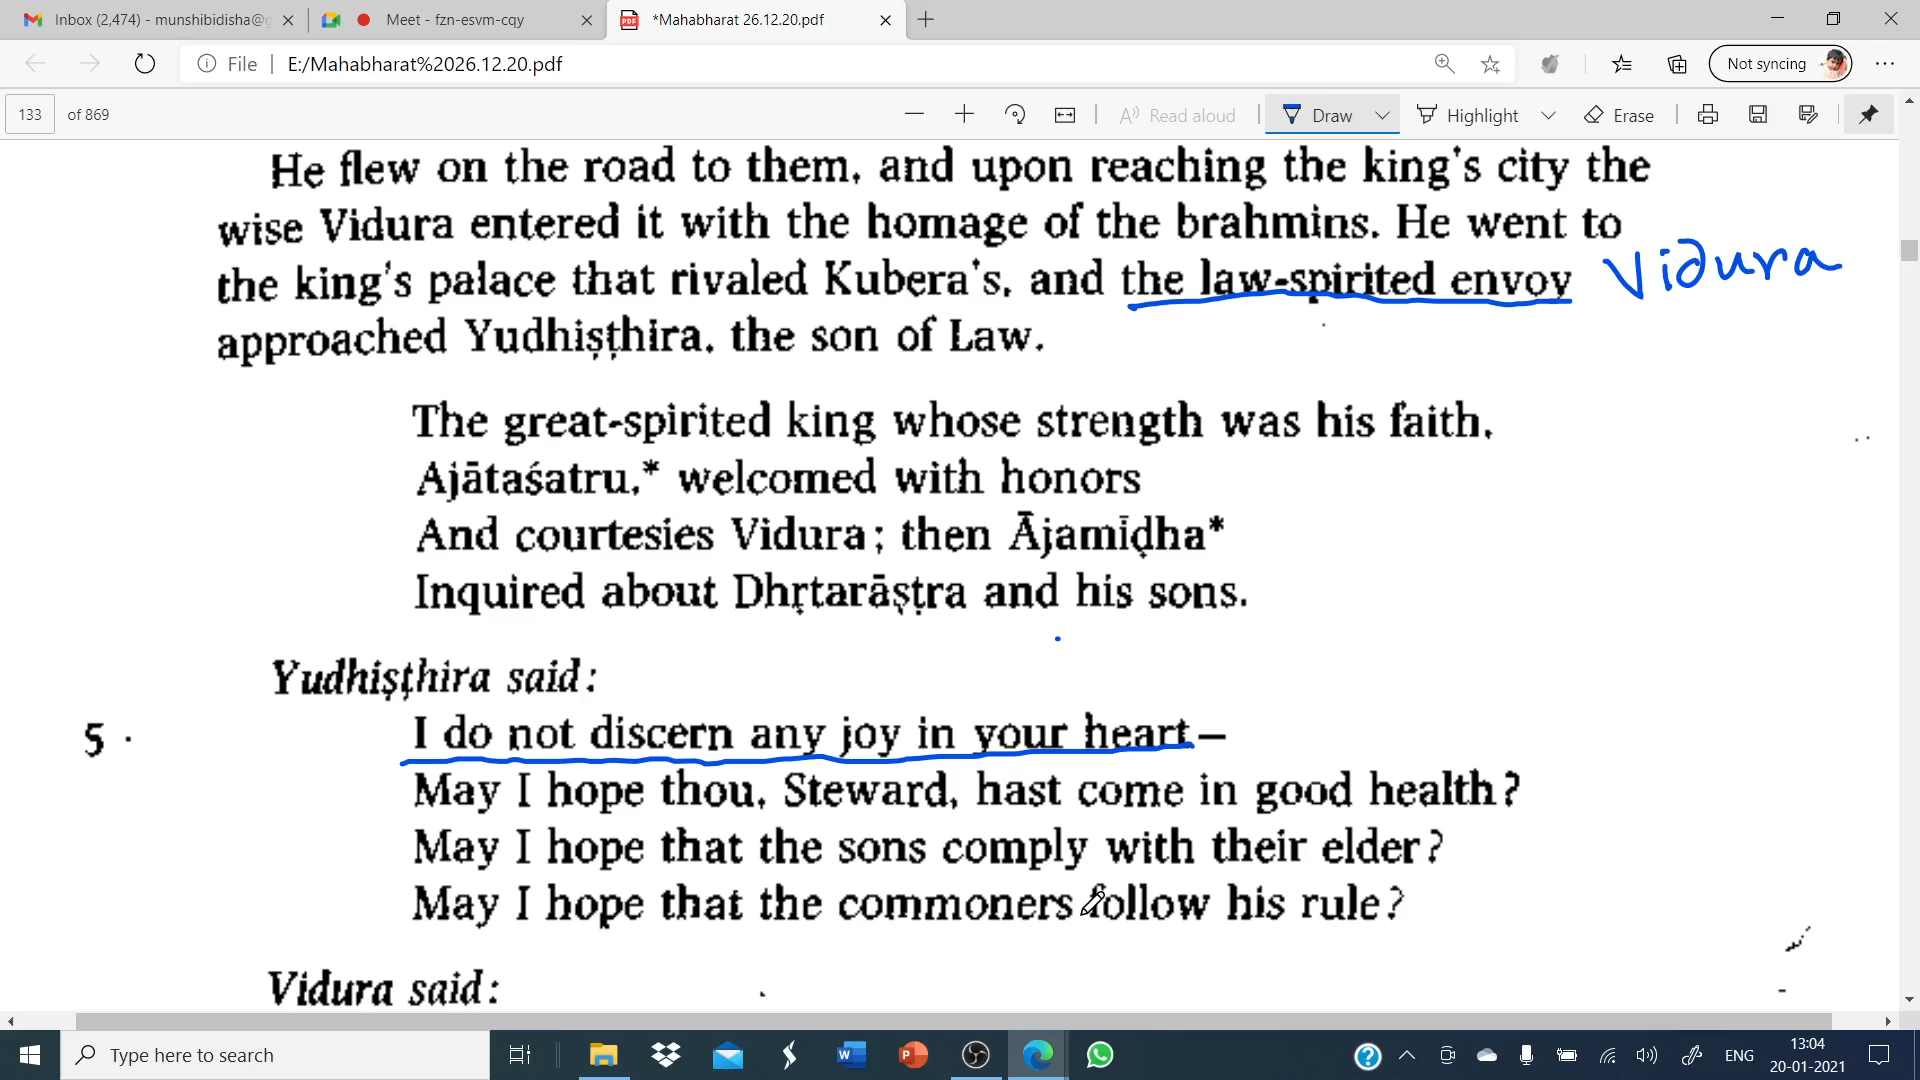 Inbox (2,474) - munshibidisha@g
Meet - fzn-esvm-cqy
*Mahabharat 26.12.20.pdf
File
E:/Mahabharat%2026.12.20.pdf
Not syncing
133 of 869
Read aloud
Draw
Highlight
Erase
He flew on the road to them, and upon reaching the king's city the
wise Vidura entered it with the homage of the brahmins. He went to
the king's palace that rivaled Kubera's, and the law-spirited envoy
Vidura
approached Yudhiṣṭhira, the son of Law.
The great-spirited king whose strength was his faith,
Ajātaśatru,* welcomed with honors
And courtesies Vidura; then Ājamīḍha*
Inquired about Dhṛtarāṣṭra and his sons.
Yudhiṣṭhira said:
5 I do not discern any joy in your heart—
May I hope thou, Steward, hast come in good health?
May I hope that the sons comply with their elder?
May I hope that the commoners follow his rule?
Vidura said:
Type here to search
ENG
13:04
20-01-2021